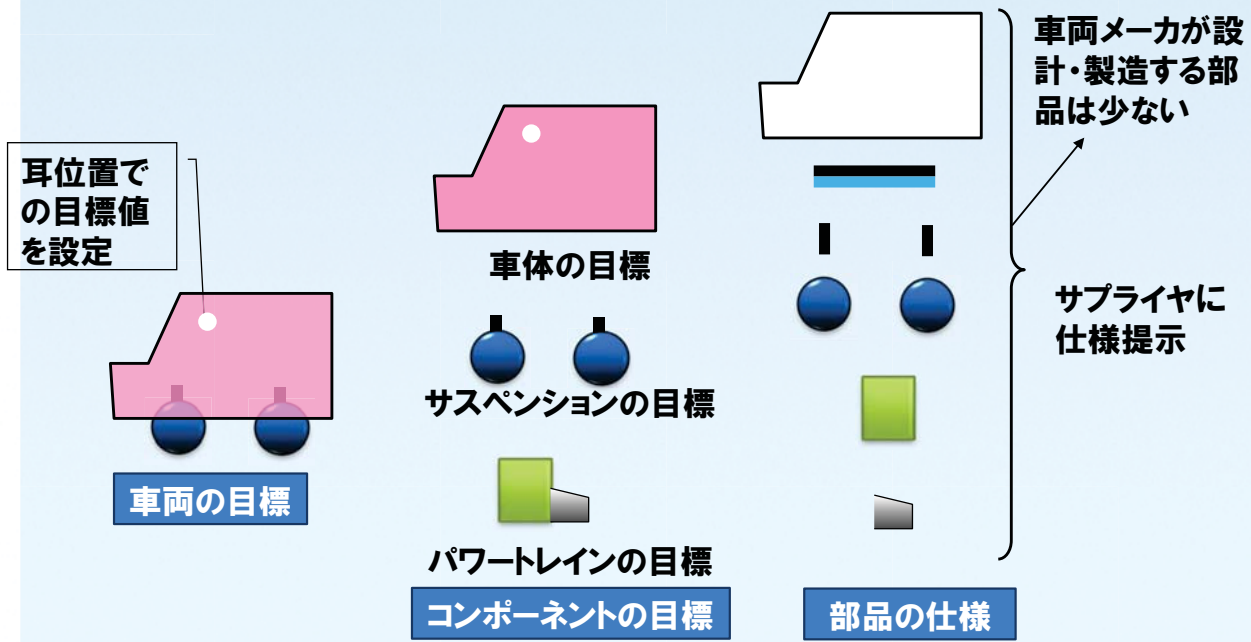 耳位置で
の目標値
を設定
車両の目標
車体の目標
サスペンションの目標
パワートレインの目標
コンポーネントの目標
車両メーカが設
計・製造する部
品は少ない
サプライヤに
仕様提示
部品の仕様